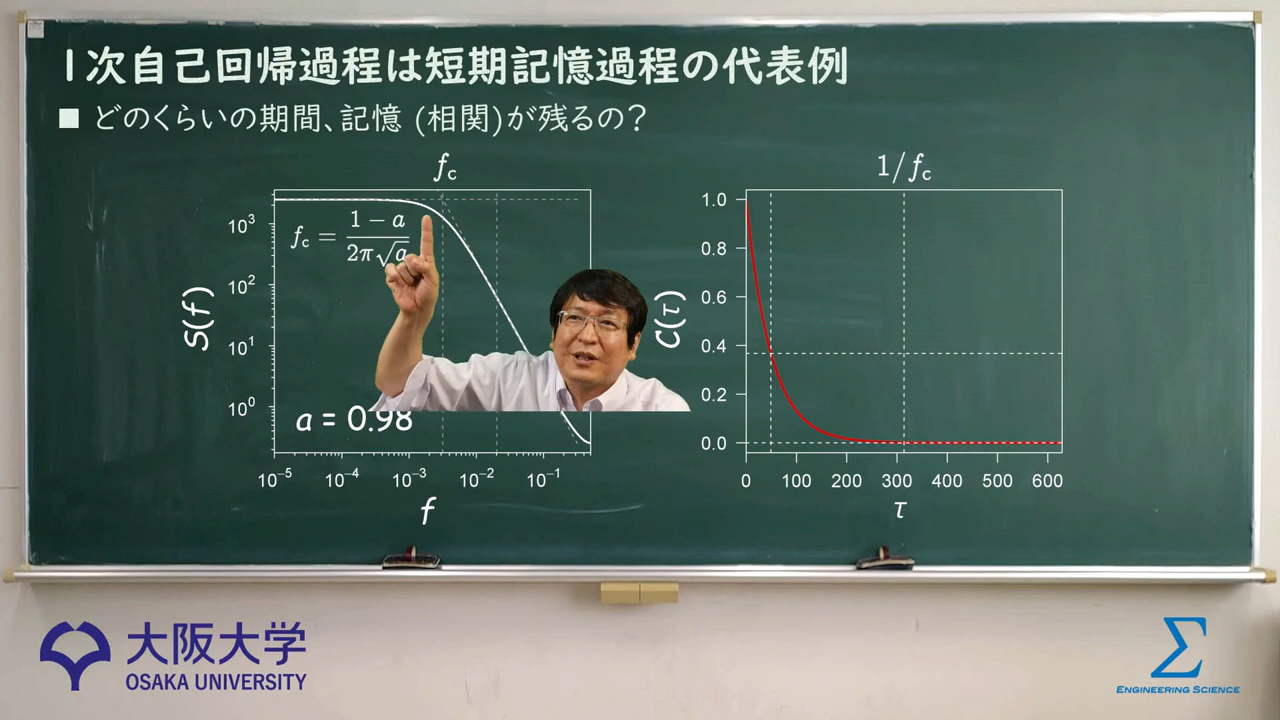 1次自己回帰過程は短期記憶過程の代表例
■ どのくらいの期間、記憶 (相関)が残るの?
f_c
f_c = (1 − a) / (2π√a)
S(f)
10³
10²
10¹
10⁰
a = 0.98
10⁻⁵ 10⁻⁴ 10⁻³ 10⁻² 10⁻¹
f
1/f_c
C(τ)
1.0
0.8
0.6
0.4
0.2
0.0
0 100 200 300 400 500 600
τ
大阪大学
OSAKA UNIVERSITY
Σ
ENGINEERING SCIENCE